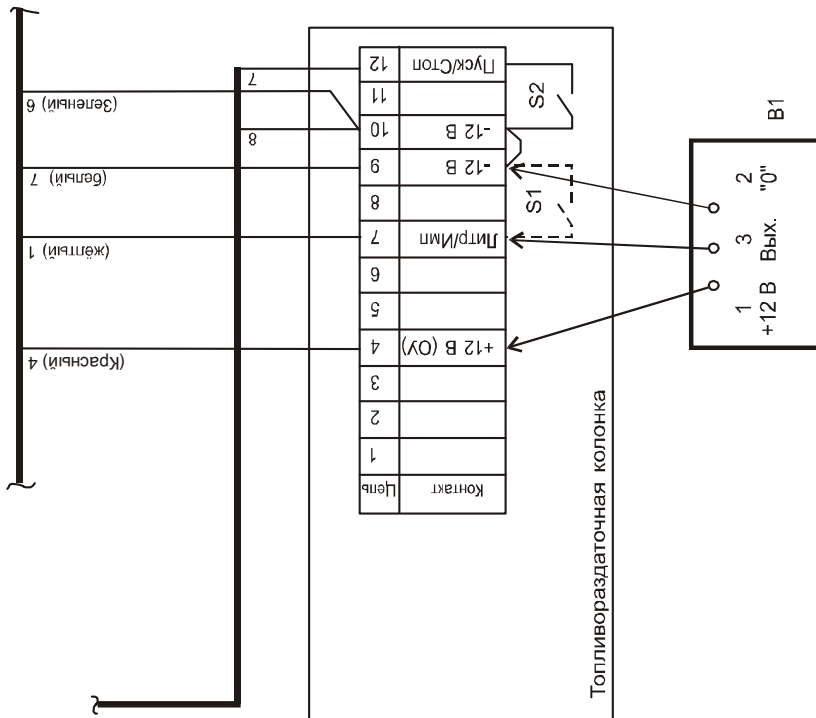 12 Пуск/Стоп
11
10 -12 В
9 -12 В
8
7 Литр/Имп
6
5
4 +12 В (ОУ)
3
2
1
Цепь Контакт
7
8
6 (Зеленый)
7 (белый)
1 (жёлтый)
4 (Красный)
S2
S1
Топливораздаточная колонка
В1
2 "0"
3 Вых.
1 +12 В